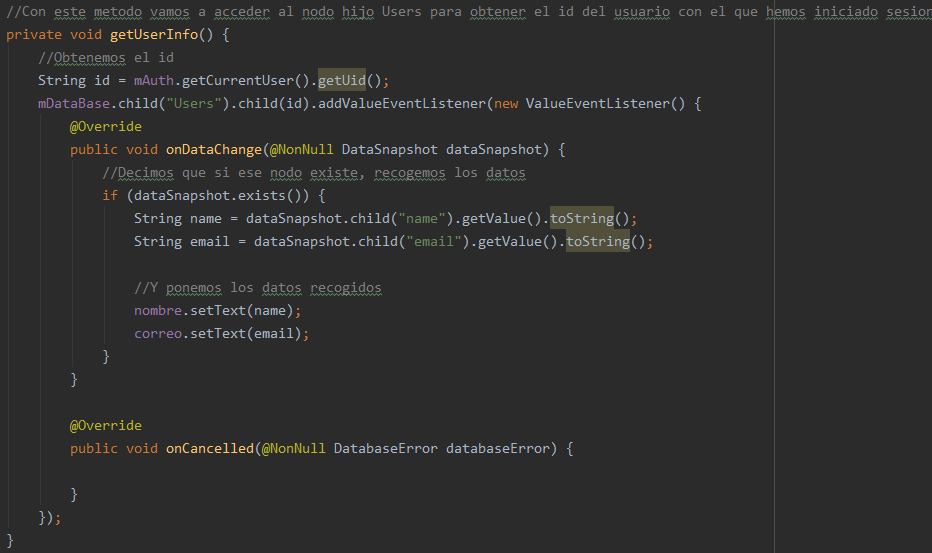 //Con este metodo vamos a acceder al nodo hijo Users para obtener el id del usuario con el que hemos iniciado sesion
private void getUserInfo() {
//Obtenemos el id
String id = mAuth.getCurrentUser().getUid();
mDataBase.child("Users").child(id).addValueEventListener(new ValueEventListener() {
@Override
public void onDataChange(@NonNull DataSnapshot dataSnapshot) {
//Decimos que si ese nodo existe, recogemos los datos
if (dataSnapshot.exists()) {
String name = dataSnapshot.child("name").getValue().toString();
String email = dataSnapshot.child("email").getValue().toString();
//Y ponemos los datos recogidos
nombre.setText(name);
correo.setText(email);
}
}
@Override
public void onCancelled(@NonNull DatabaseError databaseError) {
}
});
}